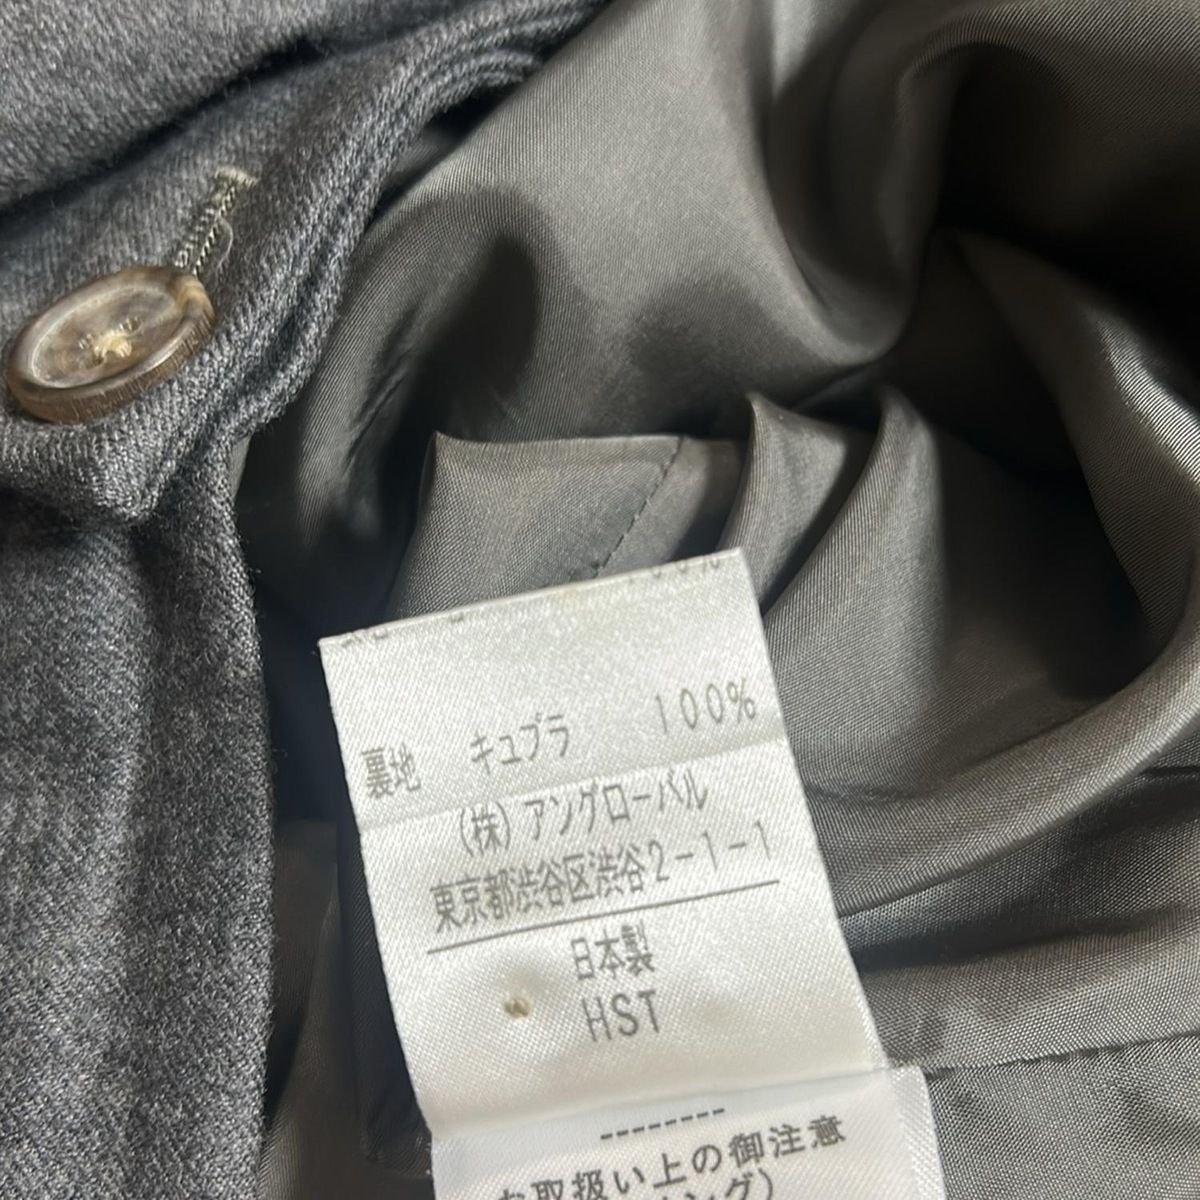 裏地 キュプラ 100%
(株)アングローバル
東京都渋谷区渋谷2-1-1
日本製
HST
--------
お取扱い上の御注意